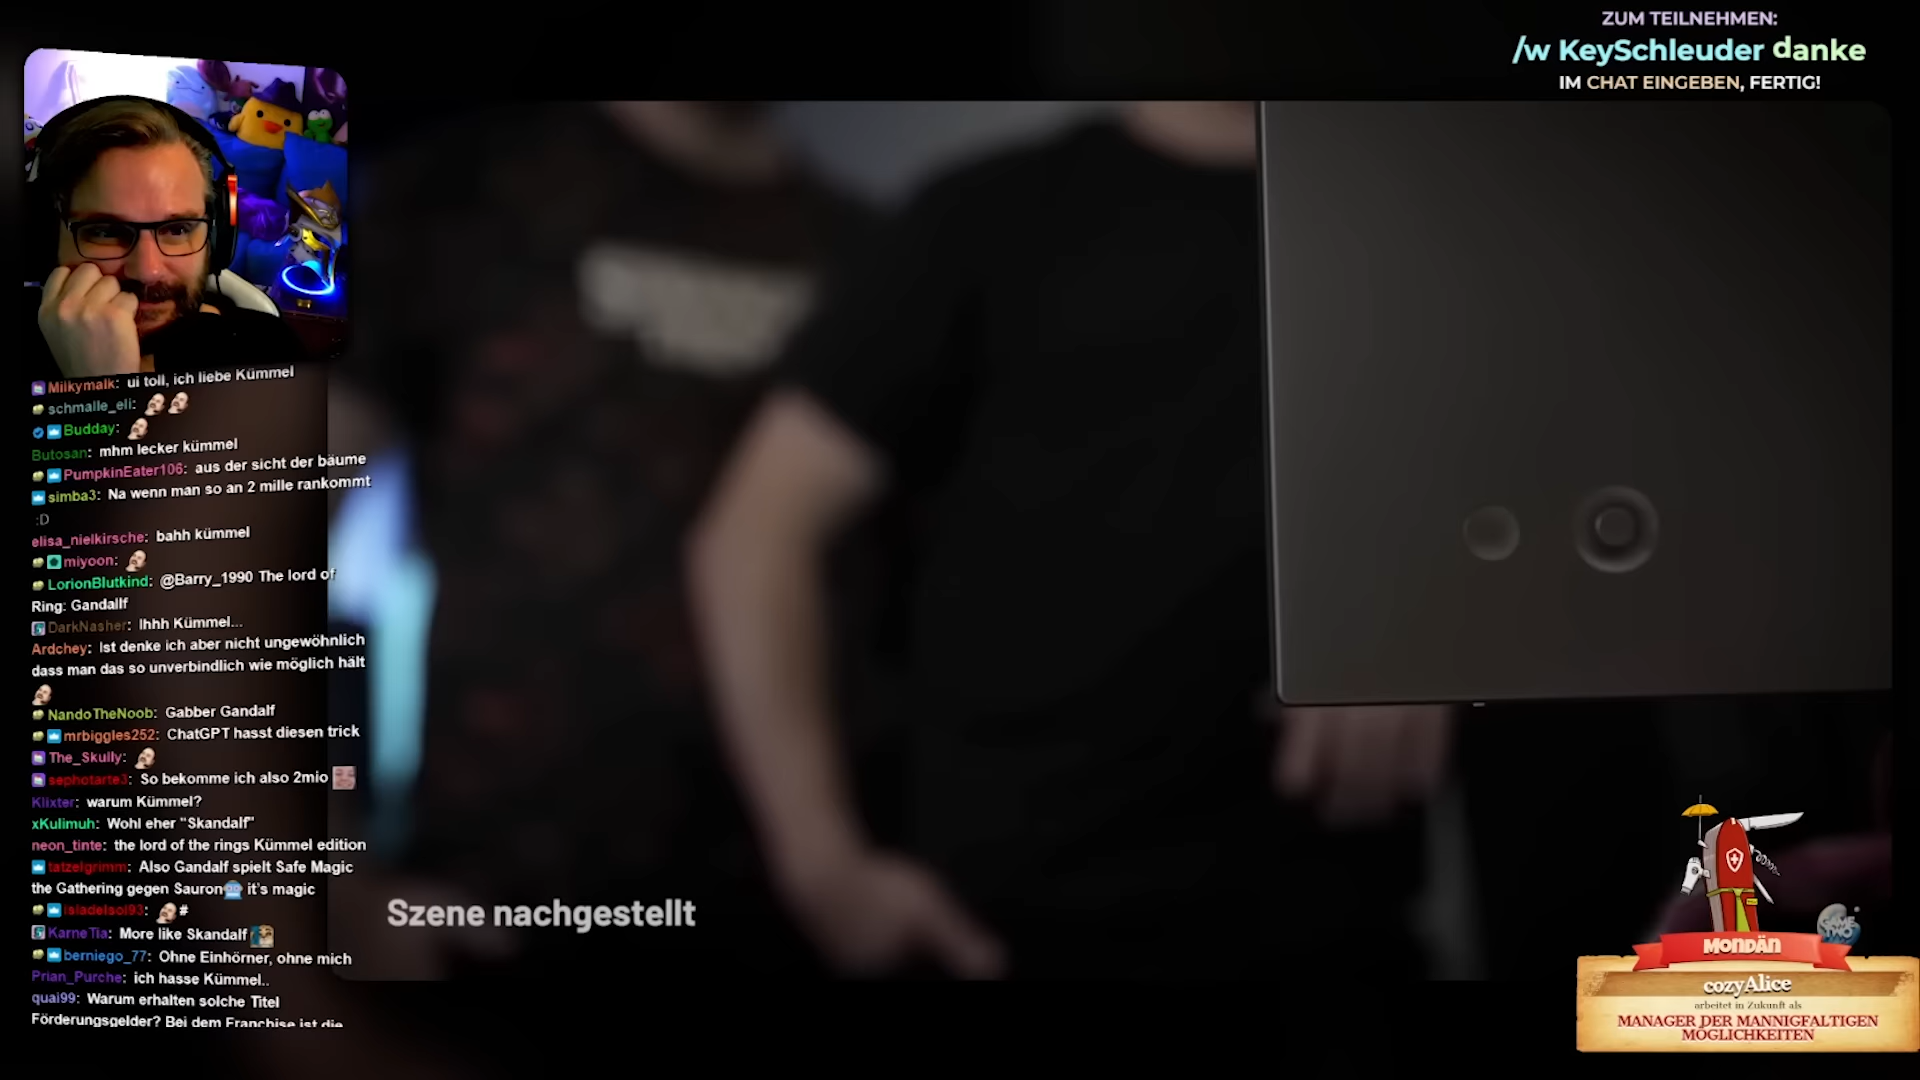 ZUM TEILNEHMEN:
/w KeySchleuder danke
IM CHAT EINGEBEN, FERTIG!
Milkymalk: ui toll, ich liebe Kümmel
schmalle_eli:
Budday:
Butosan: mhm lecker kümmel
PumpkinEater106: aus der sicht der bäume
simba3: Na wenn man so an 2 mille rankommt
:D
elisa_nielkirsche: bahh kümmel
miyoon:
LorionBlutkind: @Barry_1990 The lord of
Ring: Gandallf
DarkNasher: Ihhh Kümmel...
Ardchey: Ist denke ich aber nicht ungewöhnlich
dass man das so unverbindlich wie möglich hält
NandoTheNoob: Gabber Gandalf
mrbiggles252: ChatGPT hasst diesen trick
The_Skully:
sephotarte3: So bekomme ich also 2mio
Klixter: warum Kümmel?
xKulimuh: Wohl eher "Skandalf"
neon_tinte: the lord of the rings Kümmel edition
tatzelgrimm: Also Gandalf spielt Safe Magic
the Gathering gegen Sauron it's magic
isladelsol93: #
KarneTia: More like Skandalf
berniego_77: Ohne Einhörner, ohne mich
Prian_Purche: ich hasse Kümmel..
quai99: Warum erhalten solche Titel
Förderungsgelder? Bei dem Franchise ist die
Szene nachgestellt
GAME TWO
MONDÄN
cozyAlice
arbeitet in Zukunft als
MANAGER DER MANNIGFALTIGEN
MÖGLICHKEITEN